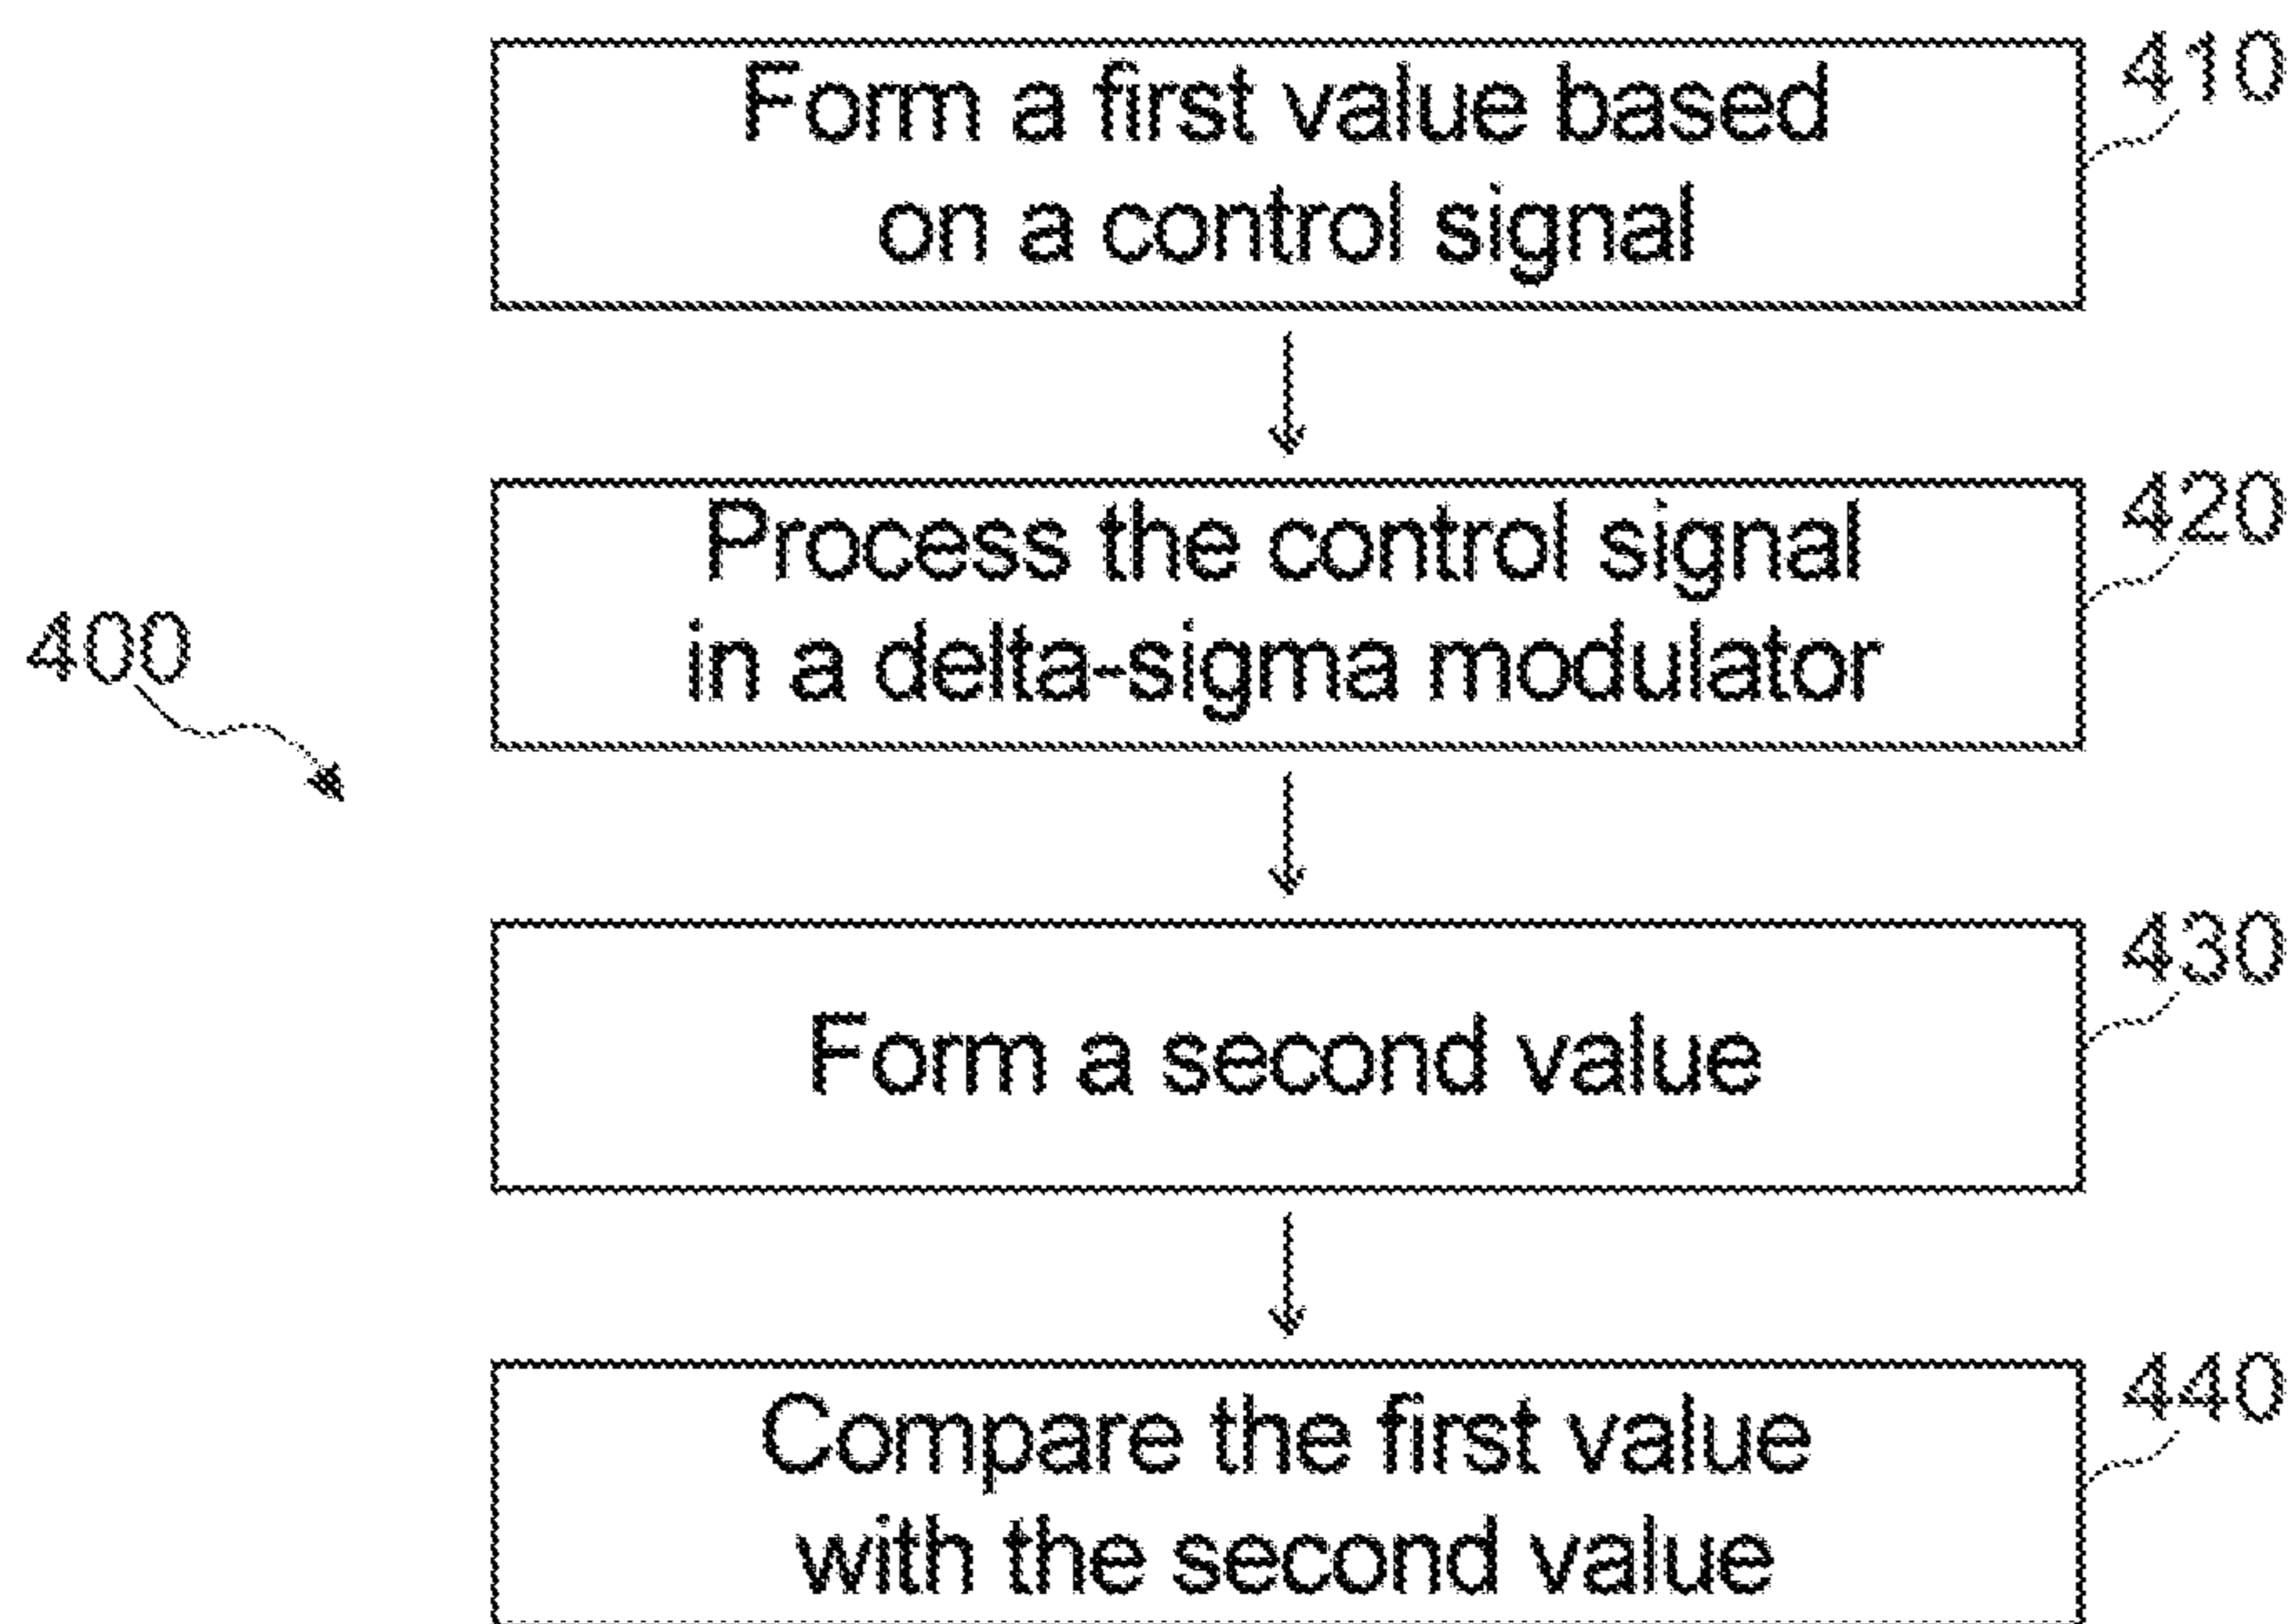 Form a first value based
on a control signal
410
Process the control signal
in a delta-sigma modulator
420
400
Form a second value
430
Compare the first value
with the second value
440